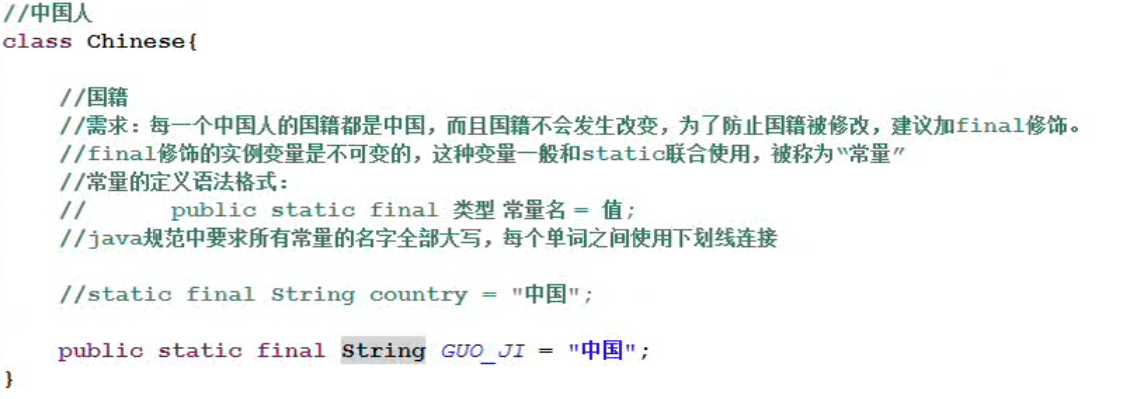 //中国人
class Chinese{
//国籍
//需求：每一个中国人的国籍都是中国，而且国籍不会发生改变，为了防止国籍被修改，建议加final修饰。
//final修饰的实例变量是不可变的，这种变量一般和static联合使用，被称为“常量”
//常量的定义语法格式：
// public static final 类型 常量名 = 值;
//java规范中要求所有常量的名字全部大写，每个单词之间使用下划线连接
//static final String country = "中国";
public static final String GUO_JI = "中国";
}